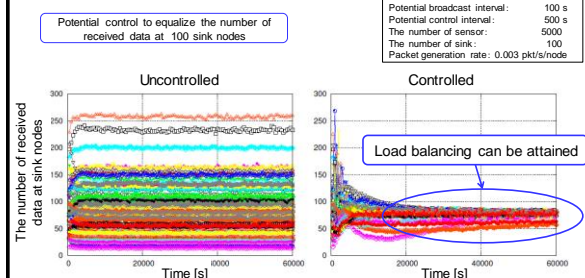 Potential control to equalize the number of
received data at 100 sink nodes
Potential broadcast interval: 100 s
Potential control interval: 500 s
The number of sensor: 5000
The number of sink: 100
Packet generation rate: 0.003 pkt/s/node
Uncontrolled
Controlled
The number of received
data at sink nodes
300
250
200
150
100
50
0
0
20000
40000
60000
Time [s]
300
250
200
150
100
50
0
0
20000
40000
60000
Time [s]
Load balancing can be attained